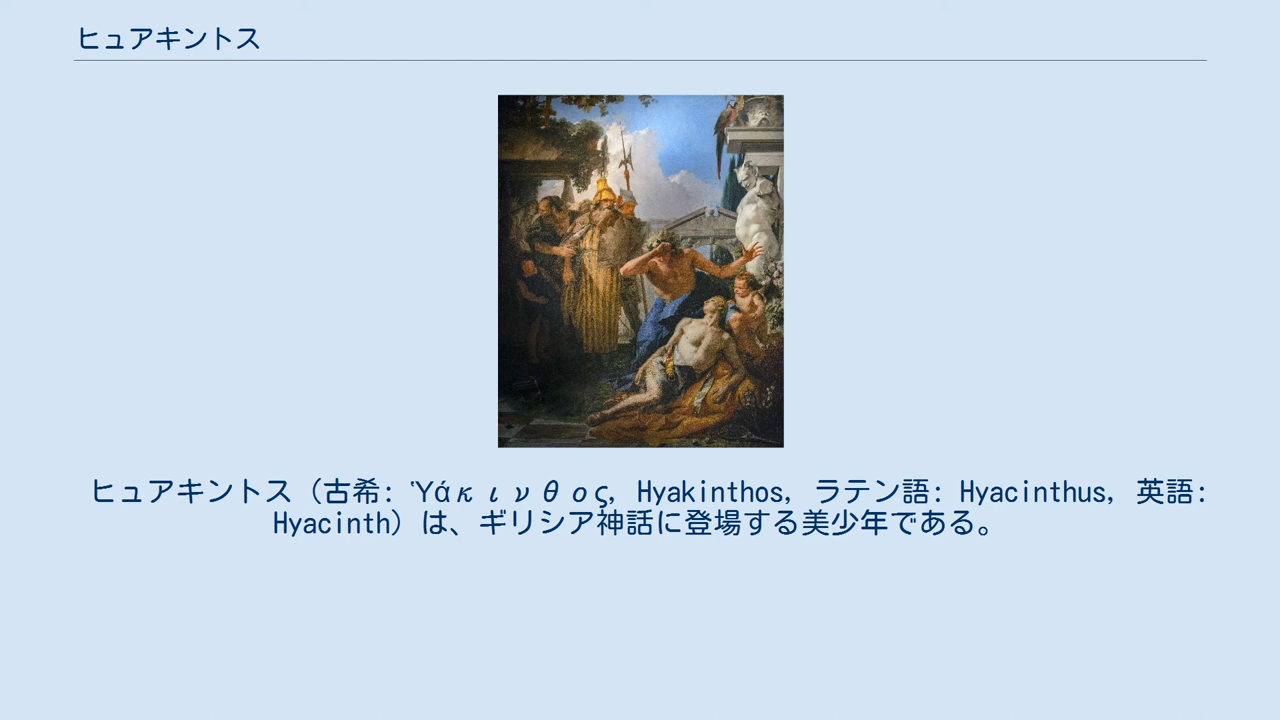 ヒュアキントス
ヒュアキントス（古希: Ὑάκινθος, Hyakinthos, ラテン語: Hyacinthus, 英語:
Hyacinth）は、ギリシア神話に登場する美少年である。